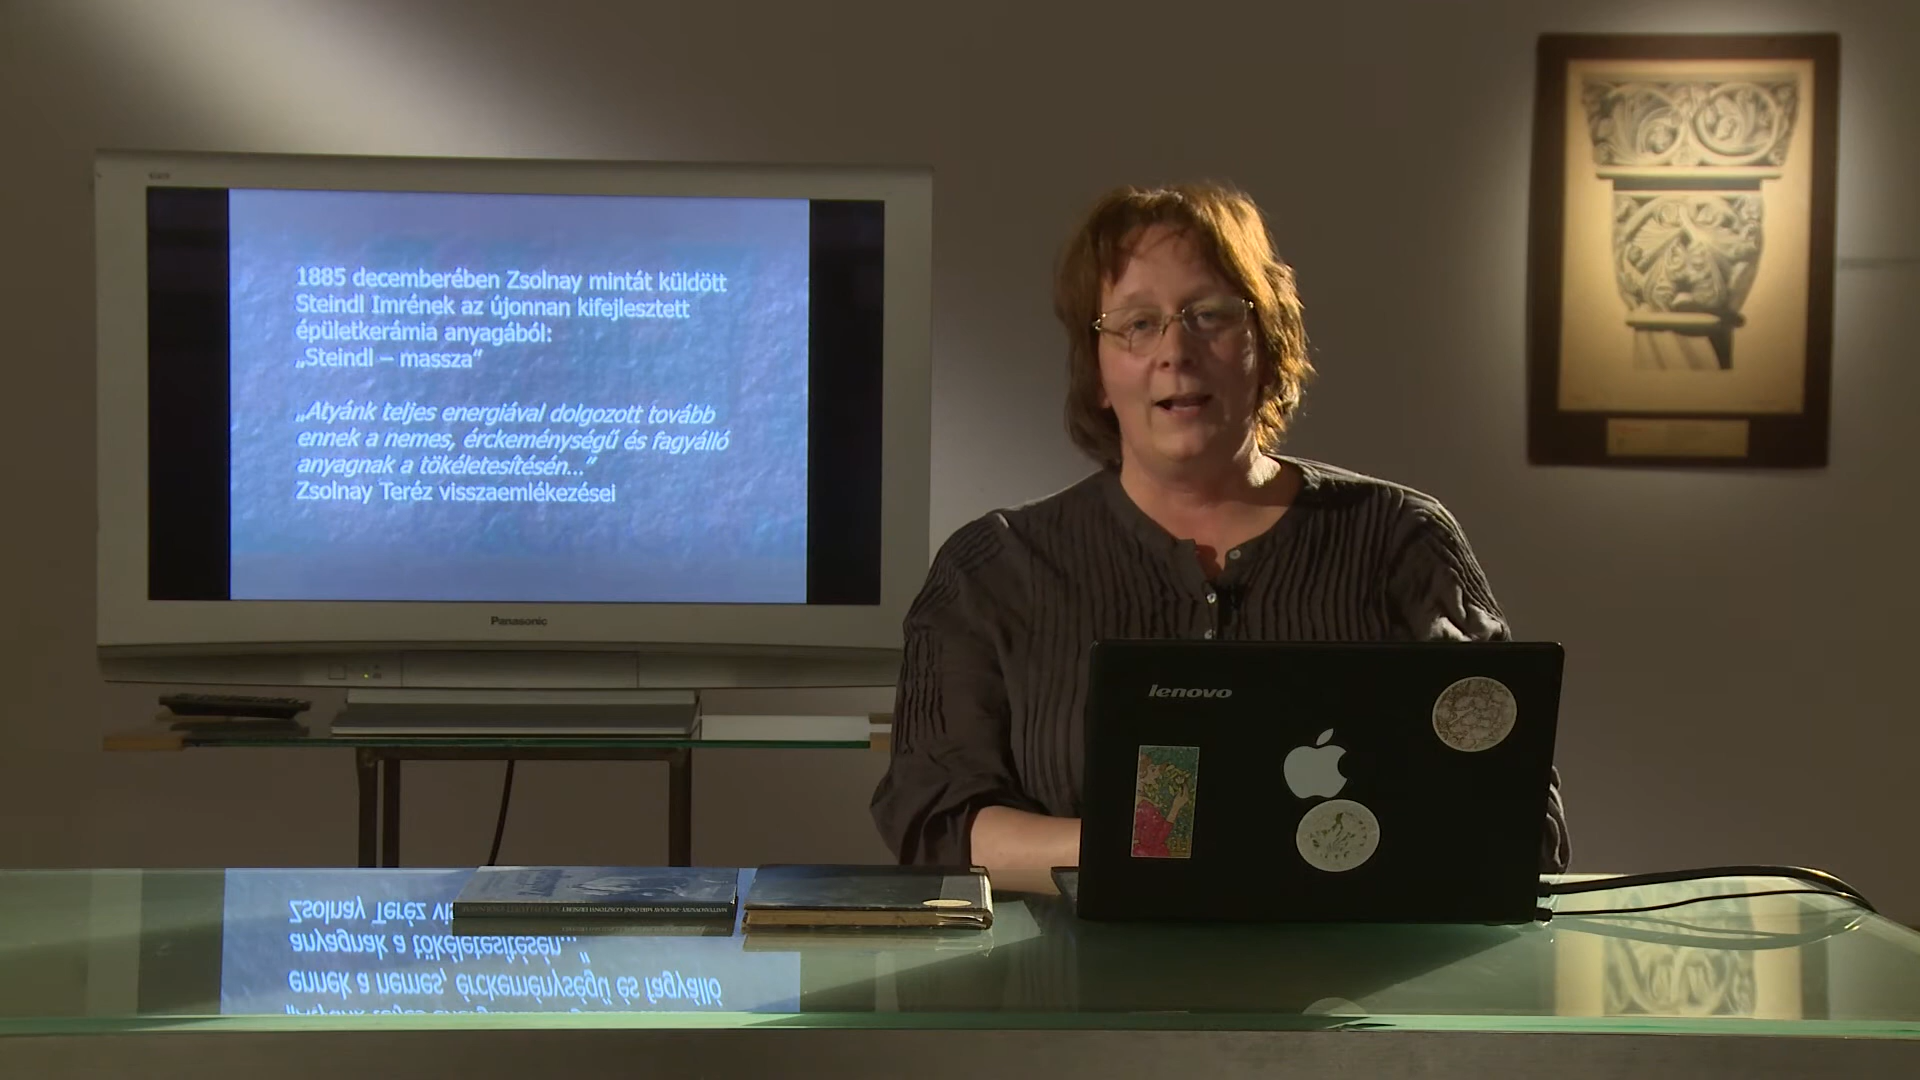 1885 decemberében Zsolnay mintát küldött
Steindl Imrének az újonnan kifejlesztett
épületkerámia anyagából:
„Steindl – massza”
„Atyánk teljes energiával dolgozott tovább
ennek a nemes, érckeménységű és fagyálló
anyagnak a tökéletesítésén...”
Zsolnay Teréz visszaemlékezései
Panasonic
lenovo